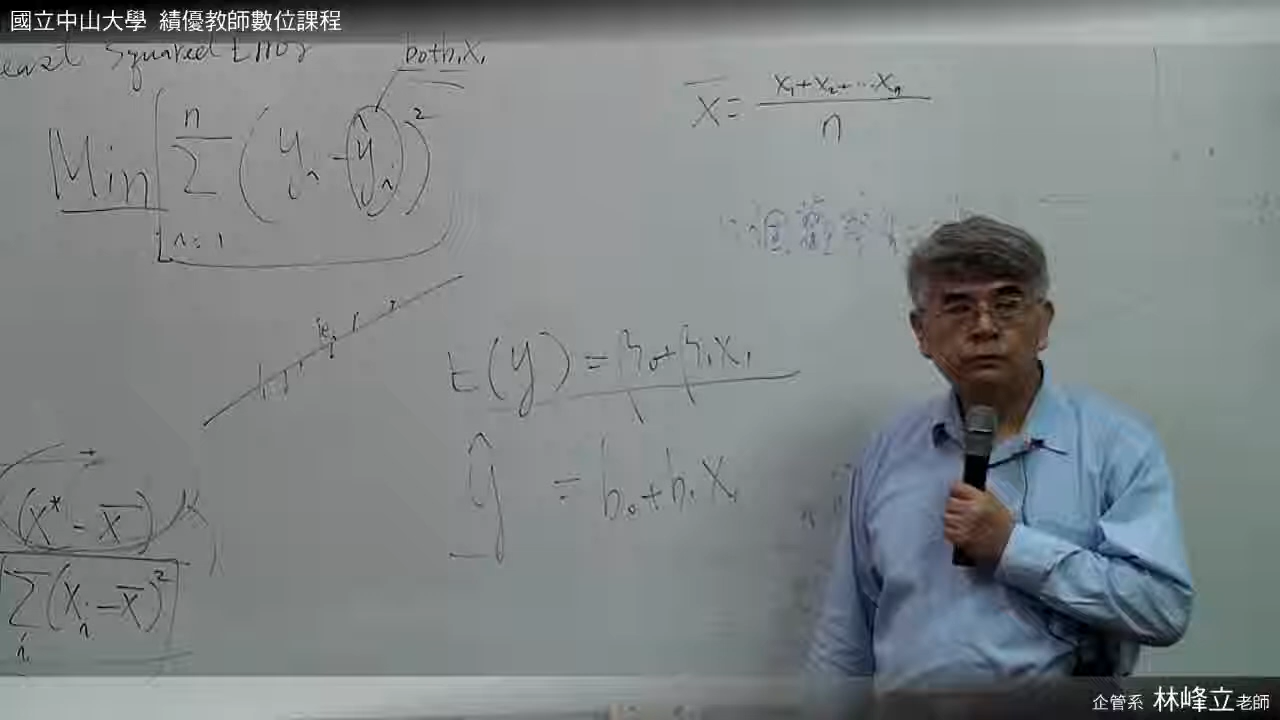 國立中山大學 績優教師數位課程
Squared Error
b₀+b₁x₁
Min Σ (yᵢ - ŷᵢ)²
n
i=1
x̄ = x₁+x₂+...xₙ
n
E(y) = β₀+β₁x₁
ŷ = b₀+b₁x₁
(x* - x̄)
Σ(xᵢ - x̄)²
i
企管系 林峰立老師